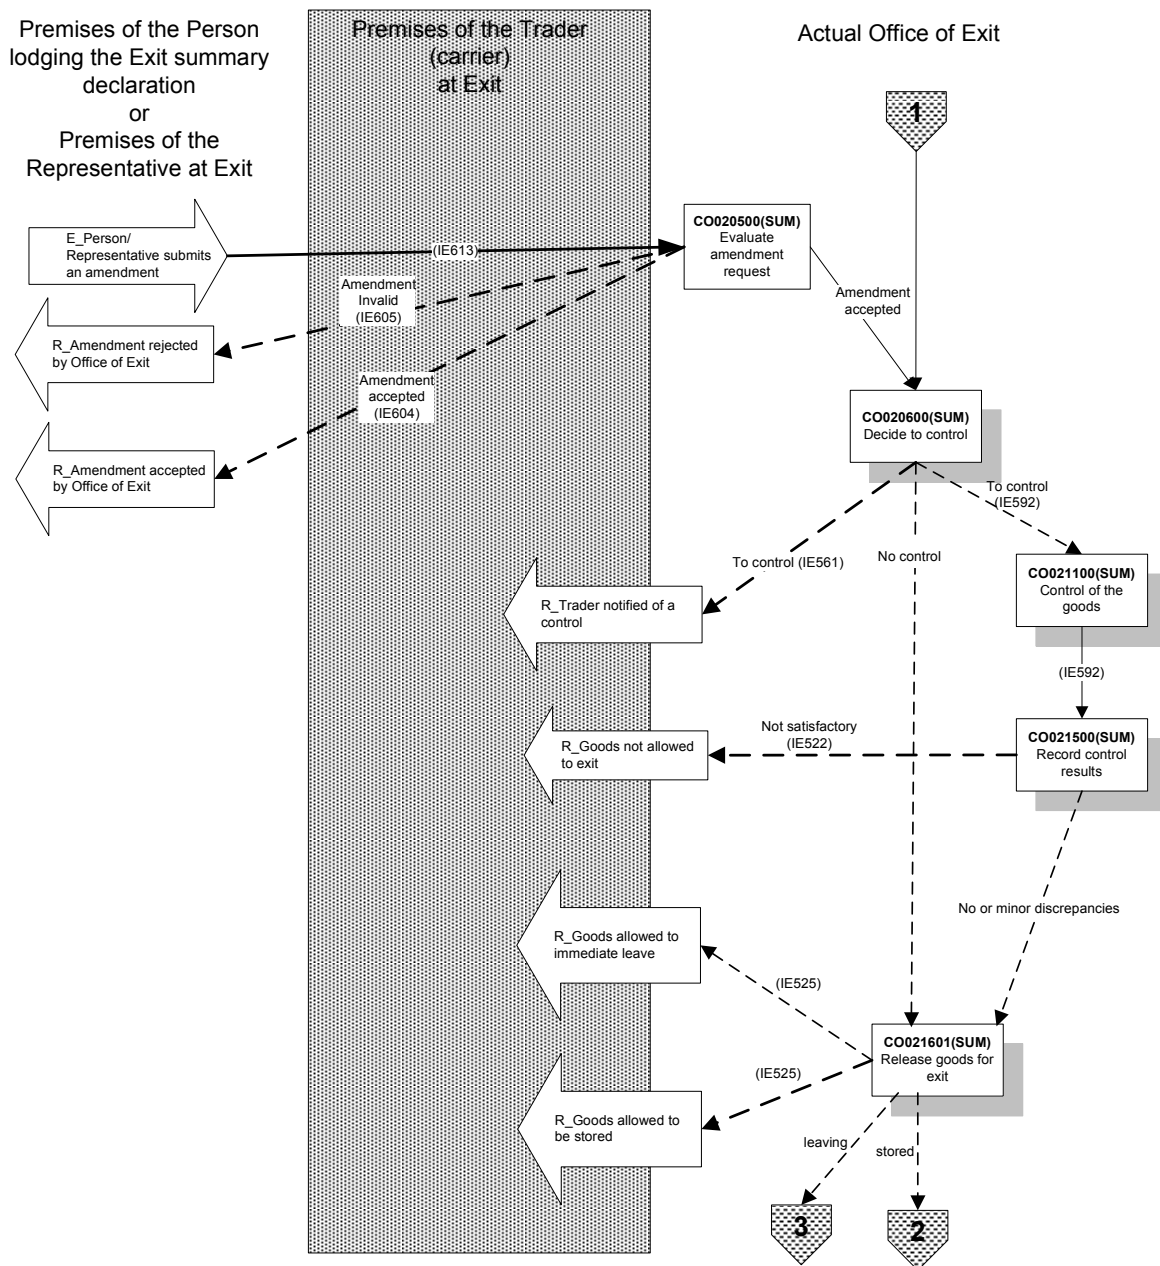 Premises of the Person
lodging the Exit summary
declaration
or
Premises of the
Representative at Exit
Premises of the Trader
(carrier)
at Exit
Actual Office of Exit
1
E_Person/
Representative submits
an amendment
(IE613)
CO020500(SUM)
Evaluate
amendment
request
Amendment
Invalid
(IE605)
Amendment
accepted
R_Amendment rejected
by Office of Exit
Amendment
accepted
(IE604)
CO020600(SUM)
Decide to control
R_Amendment accepted
by Office of Exit
To control
(IE592)
To control (IE561)
No control
CO021100(SUM)
Control of the
goods
R_Trader notified of a
control
(IE592)
Not satisfactory
(IE522)
CO021500(SUM)
Record control
results
R_Goods not allowed
to exit
No or minor discrepancies
R_Goods allowed to
immediate leave
(IE525)
CO021601(SUM)
Release goods for
exit
(IE525)
R_Goods allowed to
be stored
leaving
stored
3
2